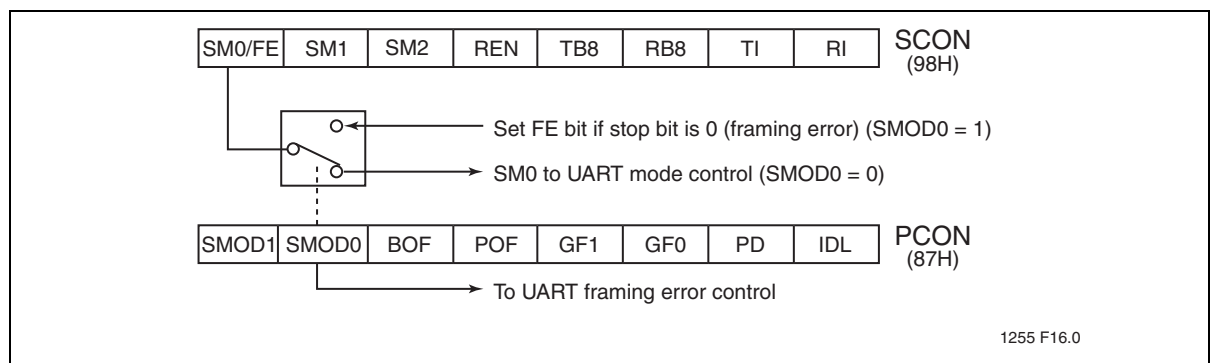 SM0/FE SM1 SM2 REN TB8 RB8 TI RI SCON
(98H)
Set FE bit if stop bit is 0 (framing error) (SMOD0 = 1)
SM0 to UART mode control (SMOD0 = 0)
SMOD1 SMOD0 BOF POF GF1 GF0 PD IDL PCON
(87H)
To UART framing error control
1255 F16.0